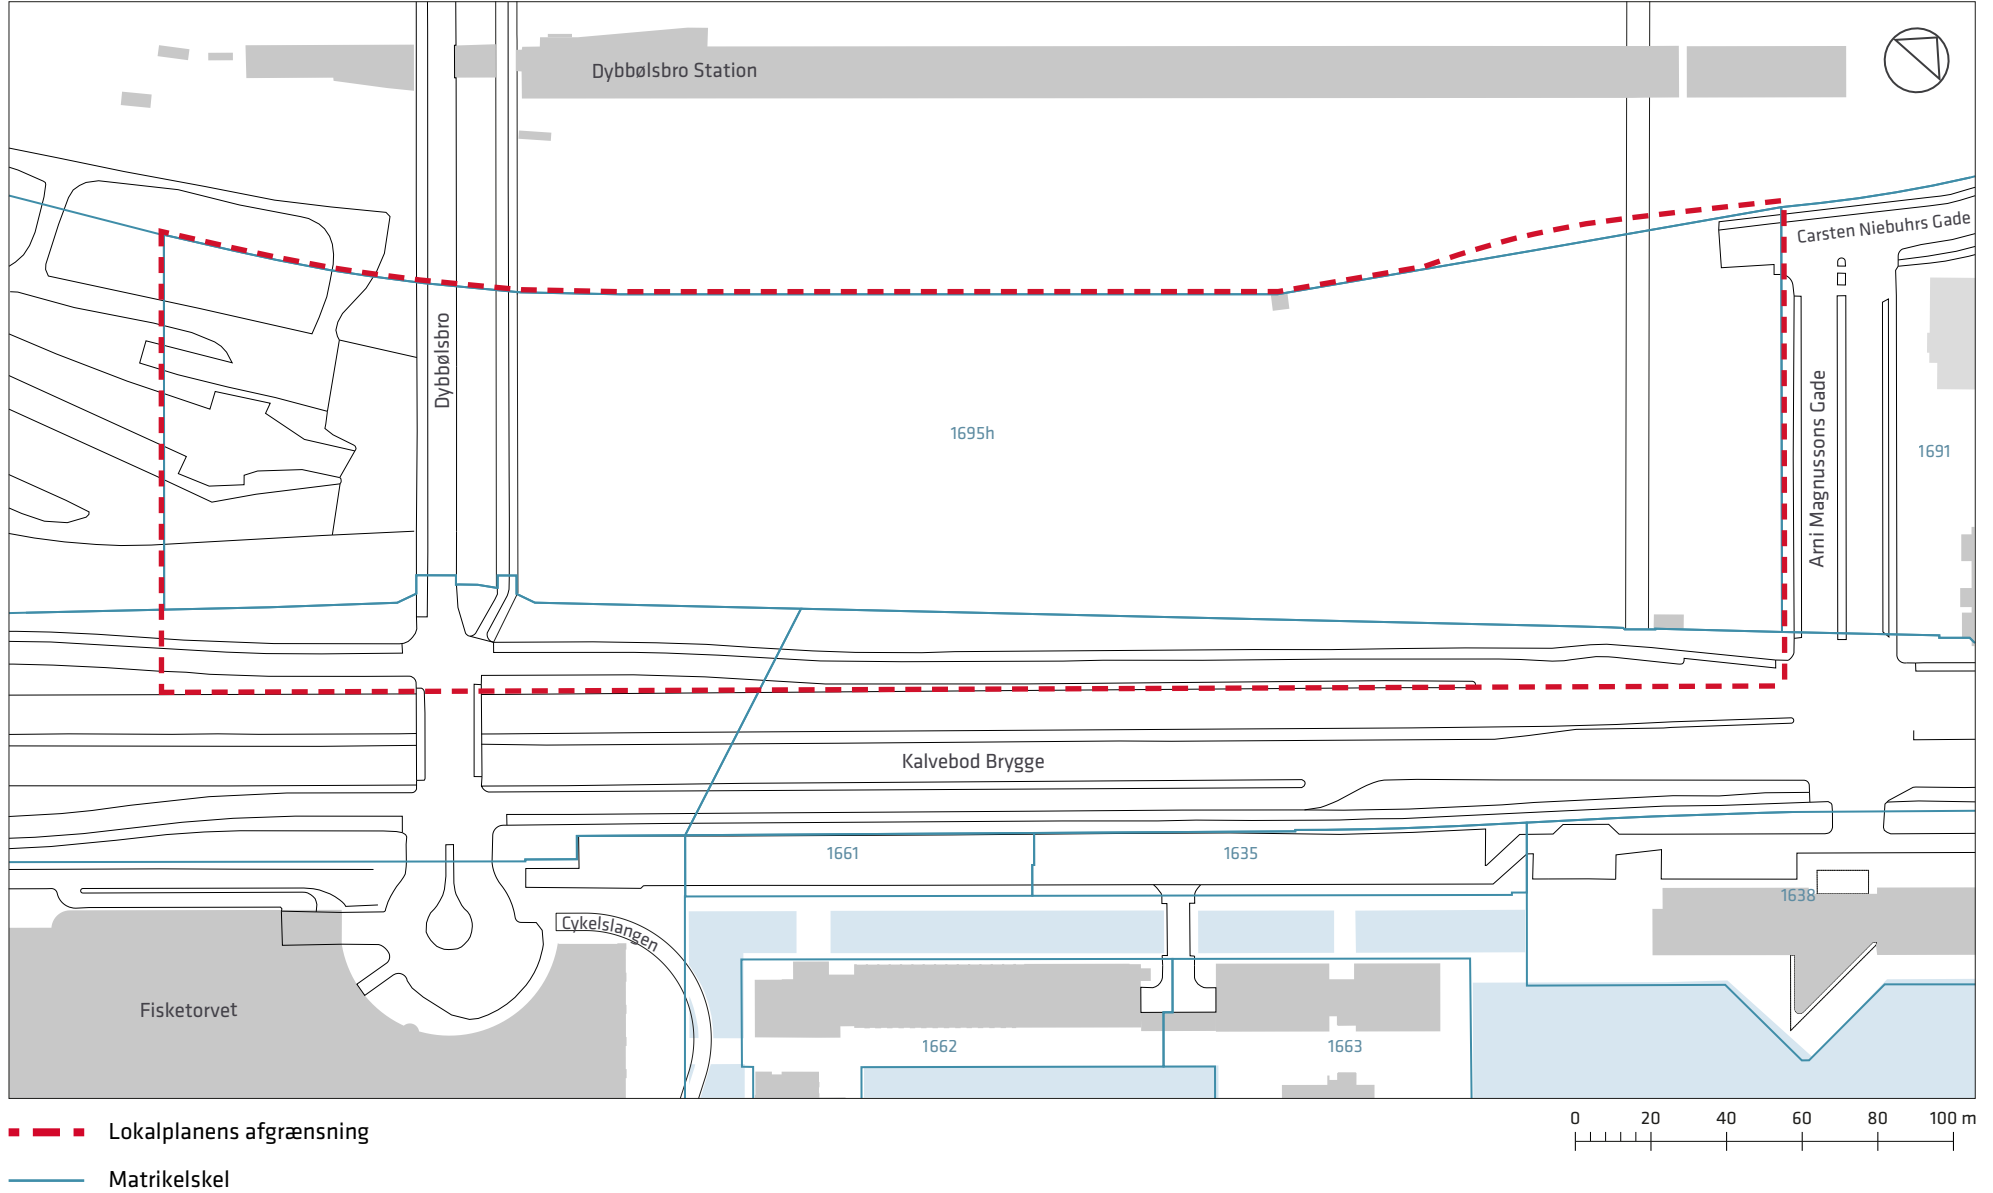 Dybbølsbro Station
Carsten Niebuhrs Gade
Dybbølsbro
1695h
Arni Magnussons Gade
1691
Kalvebod Brygge
1661
1635
1638
Cykelslangen
Fisketorvet
1662
1663
0 20 40 60 80 100 m
Lokalplanens afgrænsning
Matrikelskel